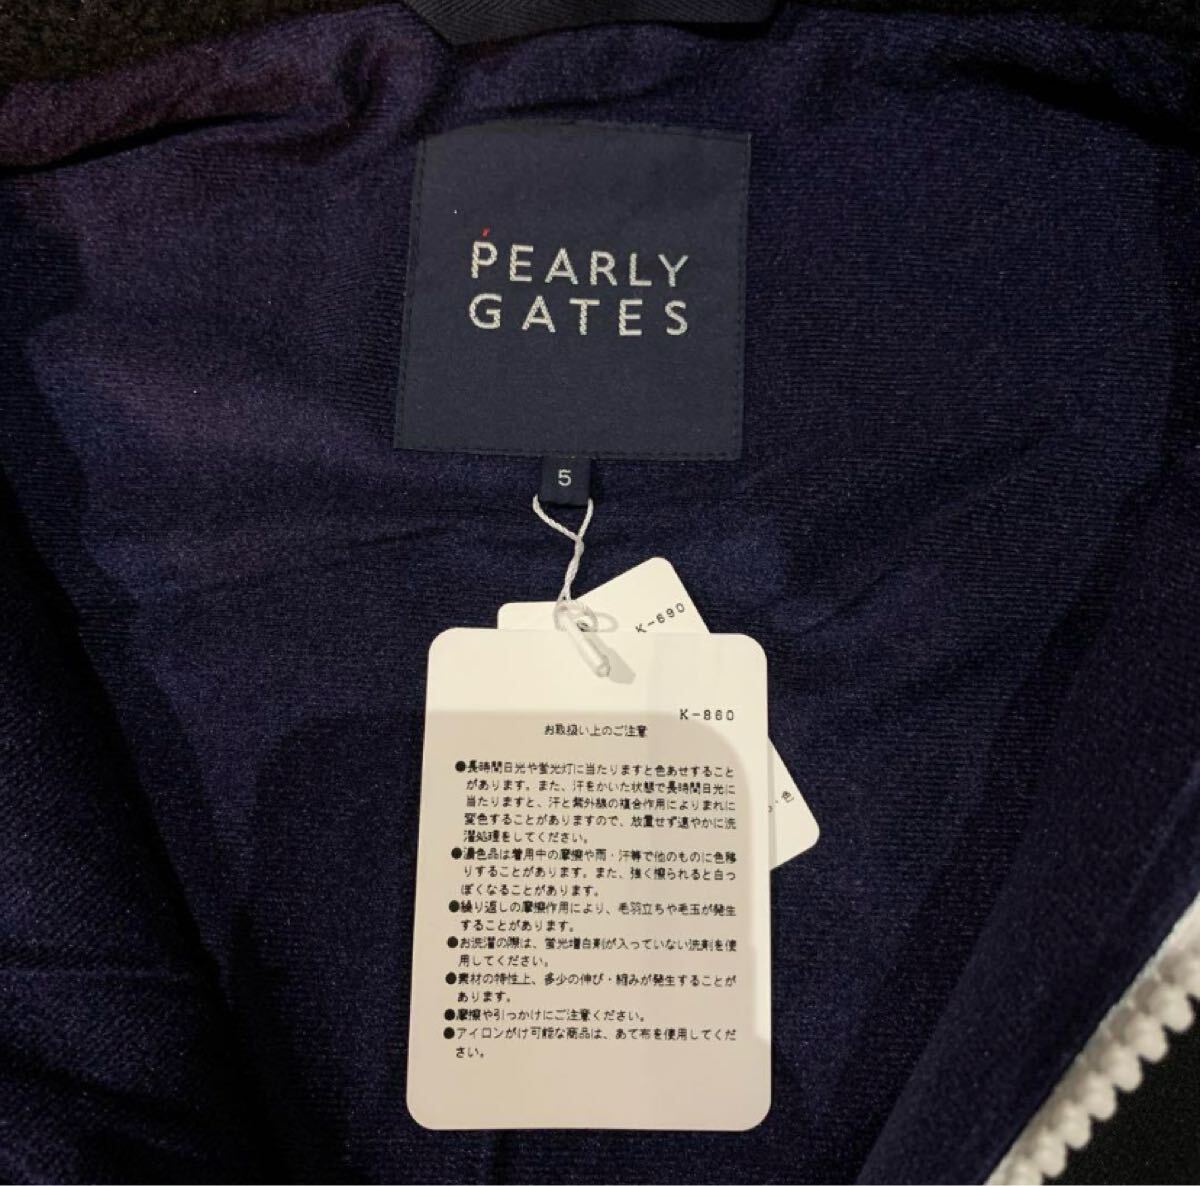 PEARLY
GATES
5
K-890
K-860
お取扱い上のご注意
●長時間日光や蛍光灯に当たりますと色あせすること
があります。また、汗をかいた状態で長時間日光に
当たりますと、汗と紫外線の複合作用によりまれに
変色することがありますので、放置せず速やかに洗
濯処理をしてください。
●濃色品は着用中の摩擦や雨・汗等で他のものに色移
りすることがあります。また、強く擦られると白っ
ぽくなることがあります。
●繰り返しの摩擦作用により、毛羽立ちや毛玉が発生
することがあります。
●お洗濯の際は、蛍光増白剤が入っていない洗剤を使
用してください。
●素材の特性上、多少の伸び・縮みが発生することが
あります。
●摩擦や引っかけにご注意ください。
●アイロンがけ可能な商品は、あて布を使用してくだ
さい。
・色